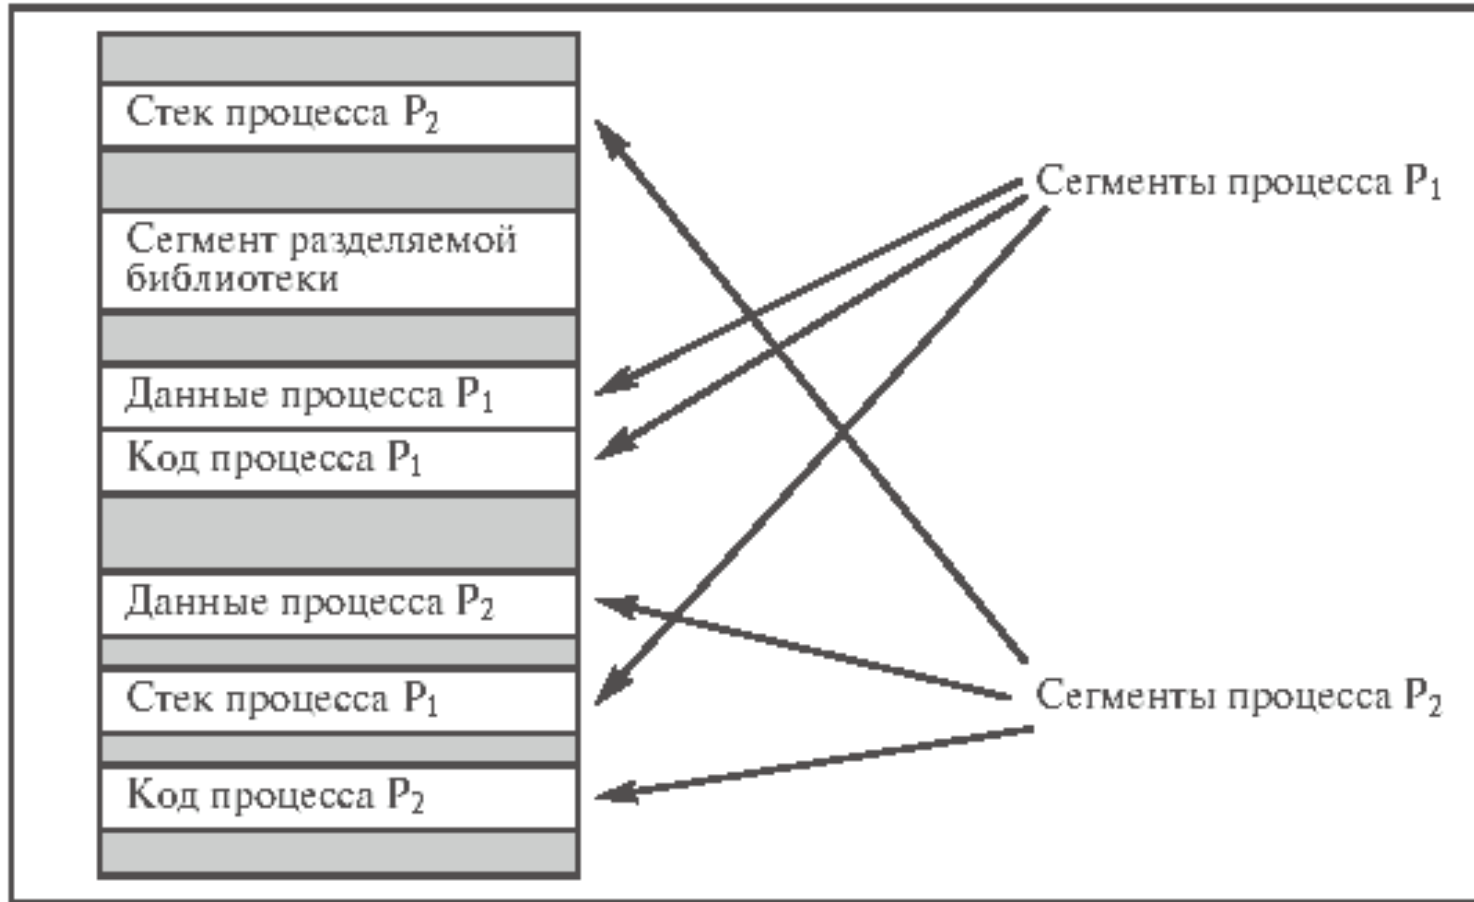 Стек процесса P₂
Сегмент разделяемой
библиотеки
Данные процесса P₁
Код процесса P₁
Данные процесса P₂
Стек процесса P₁
Код процесса P₂
Сегменты процесса P₁
Сегменты процесса P₂